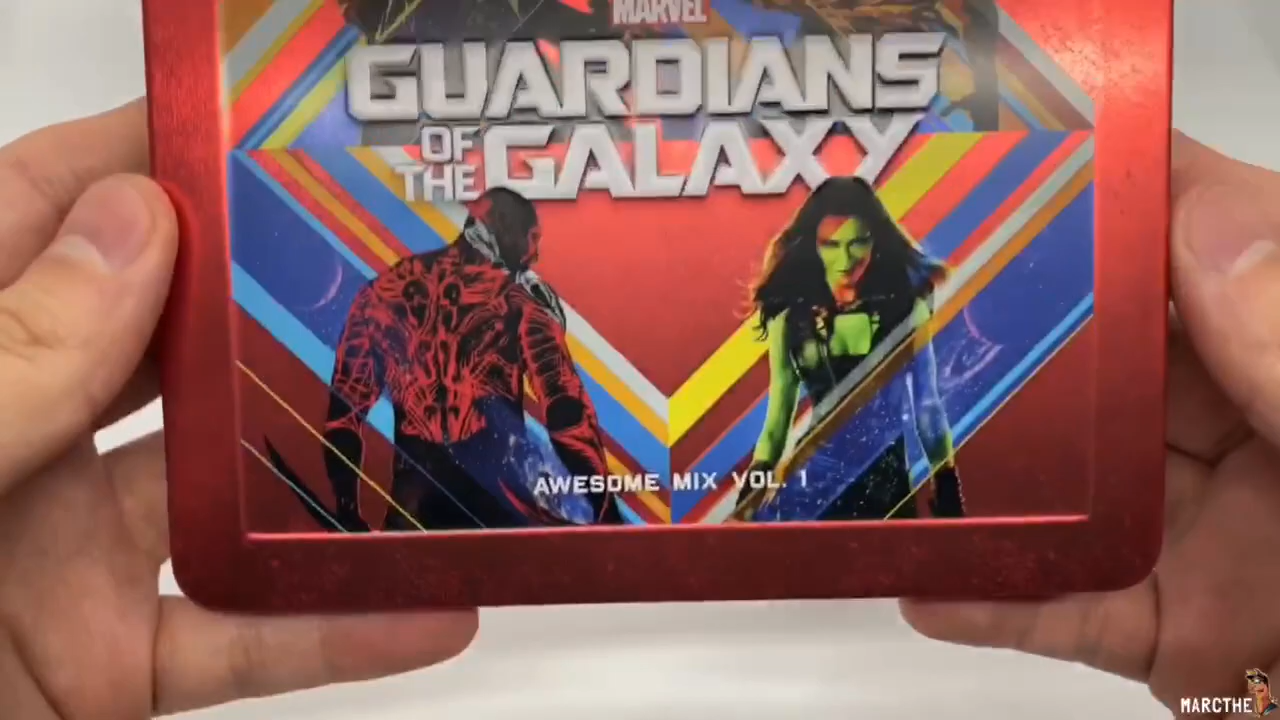 MARVEL
GUARDIANS
OF THE GALAXY
AWESOME MIX VOL. 1
MARCTHE